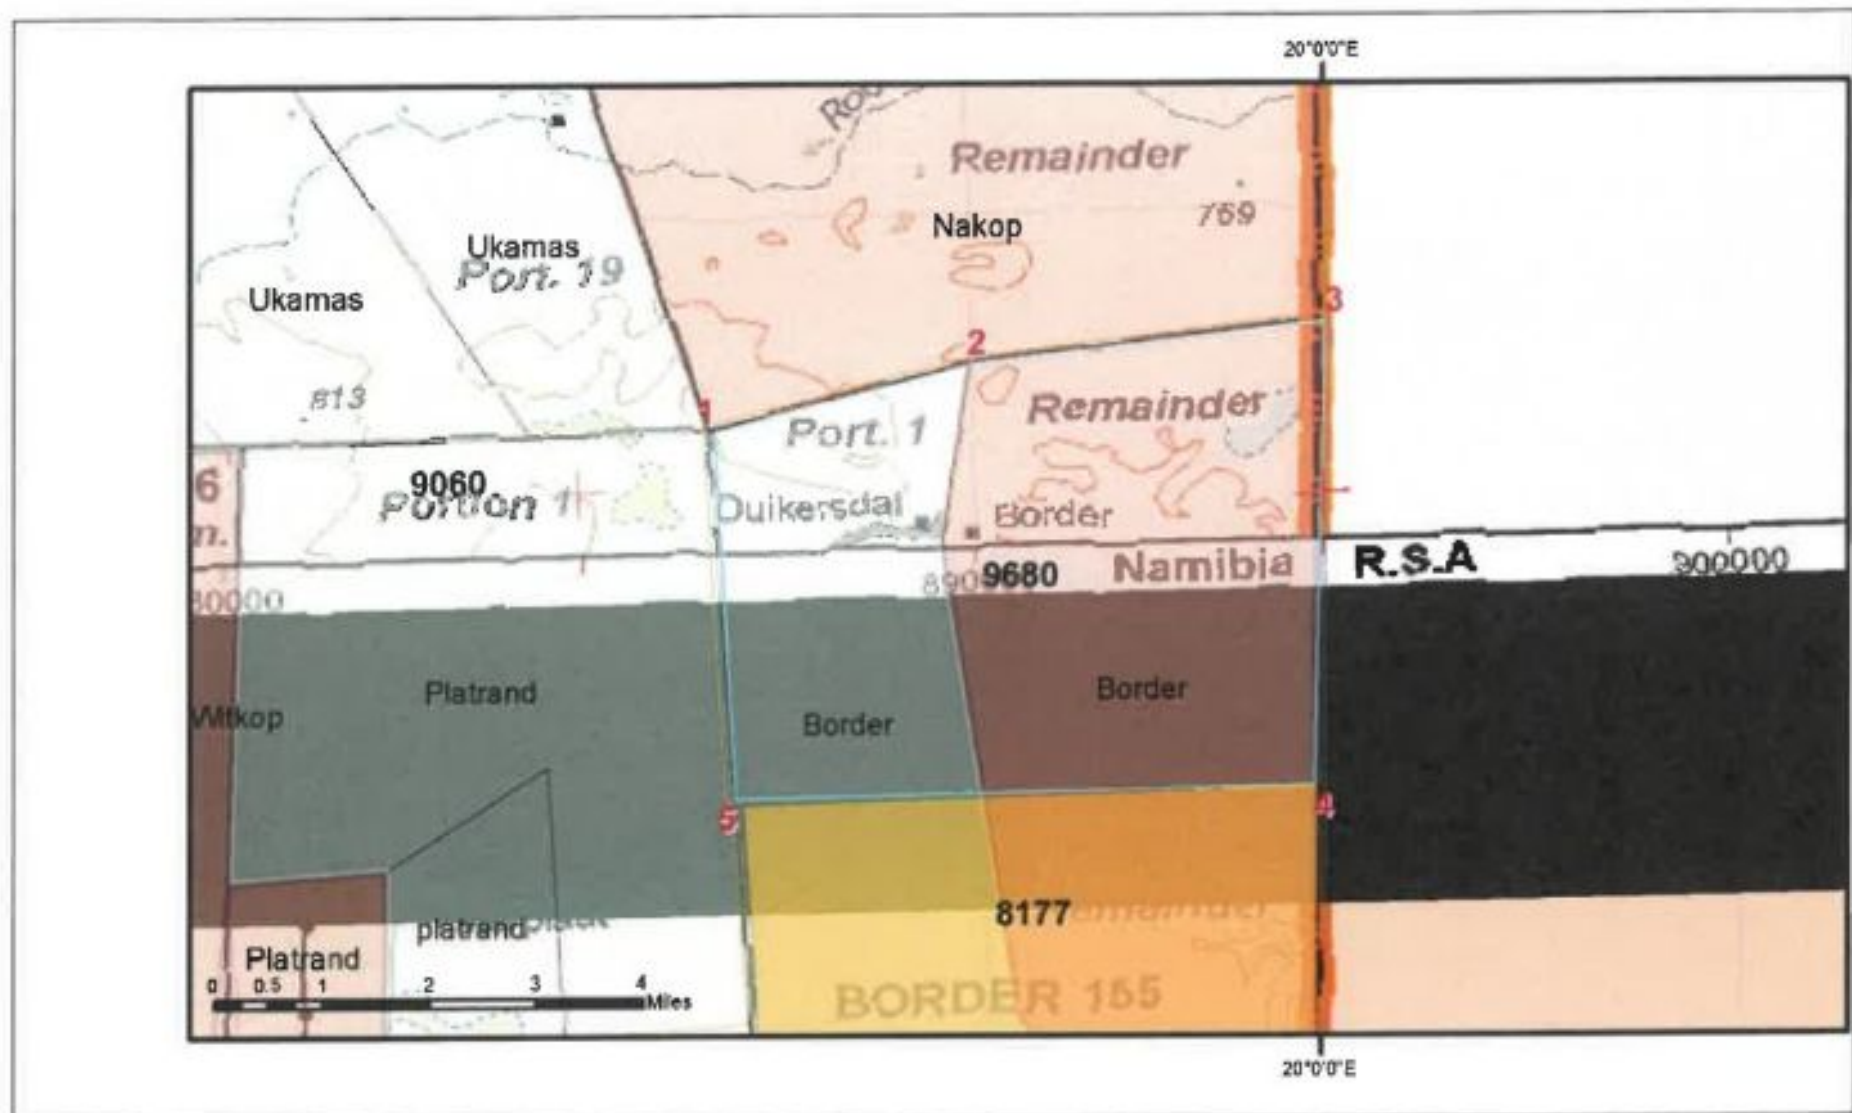 20°0'0"E
Remainder
Nakop
769
Ukamas
Port. 19
Ukamas
3
2
813
1
Remainder
Port. 1
9060
Portion 1
6
n.
Duikersdal
Border
Namibia
R.S.A
9680
900000
Platrand
Border
Witkop
Border
5
4
8177
platrand
Platrand
BORDER 155
0 0.5 1 2 3 4
Miles
20°0'0"E